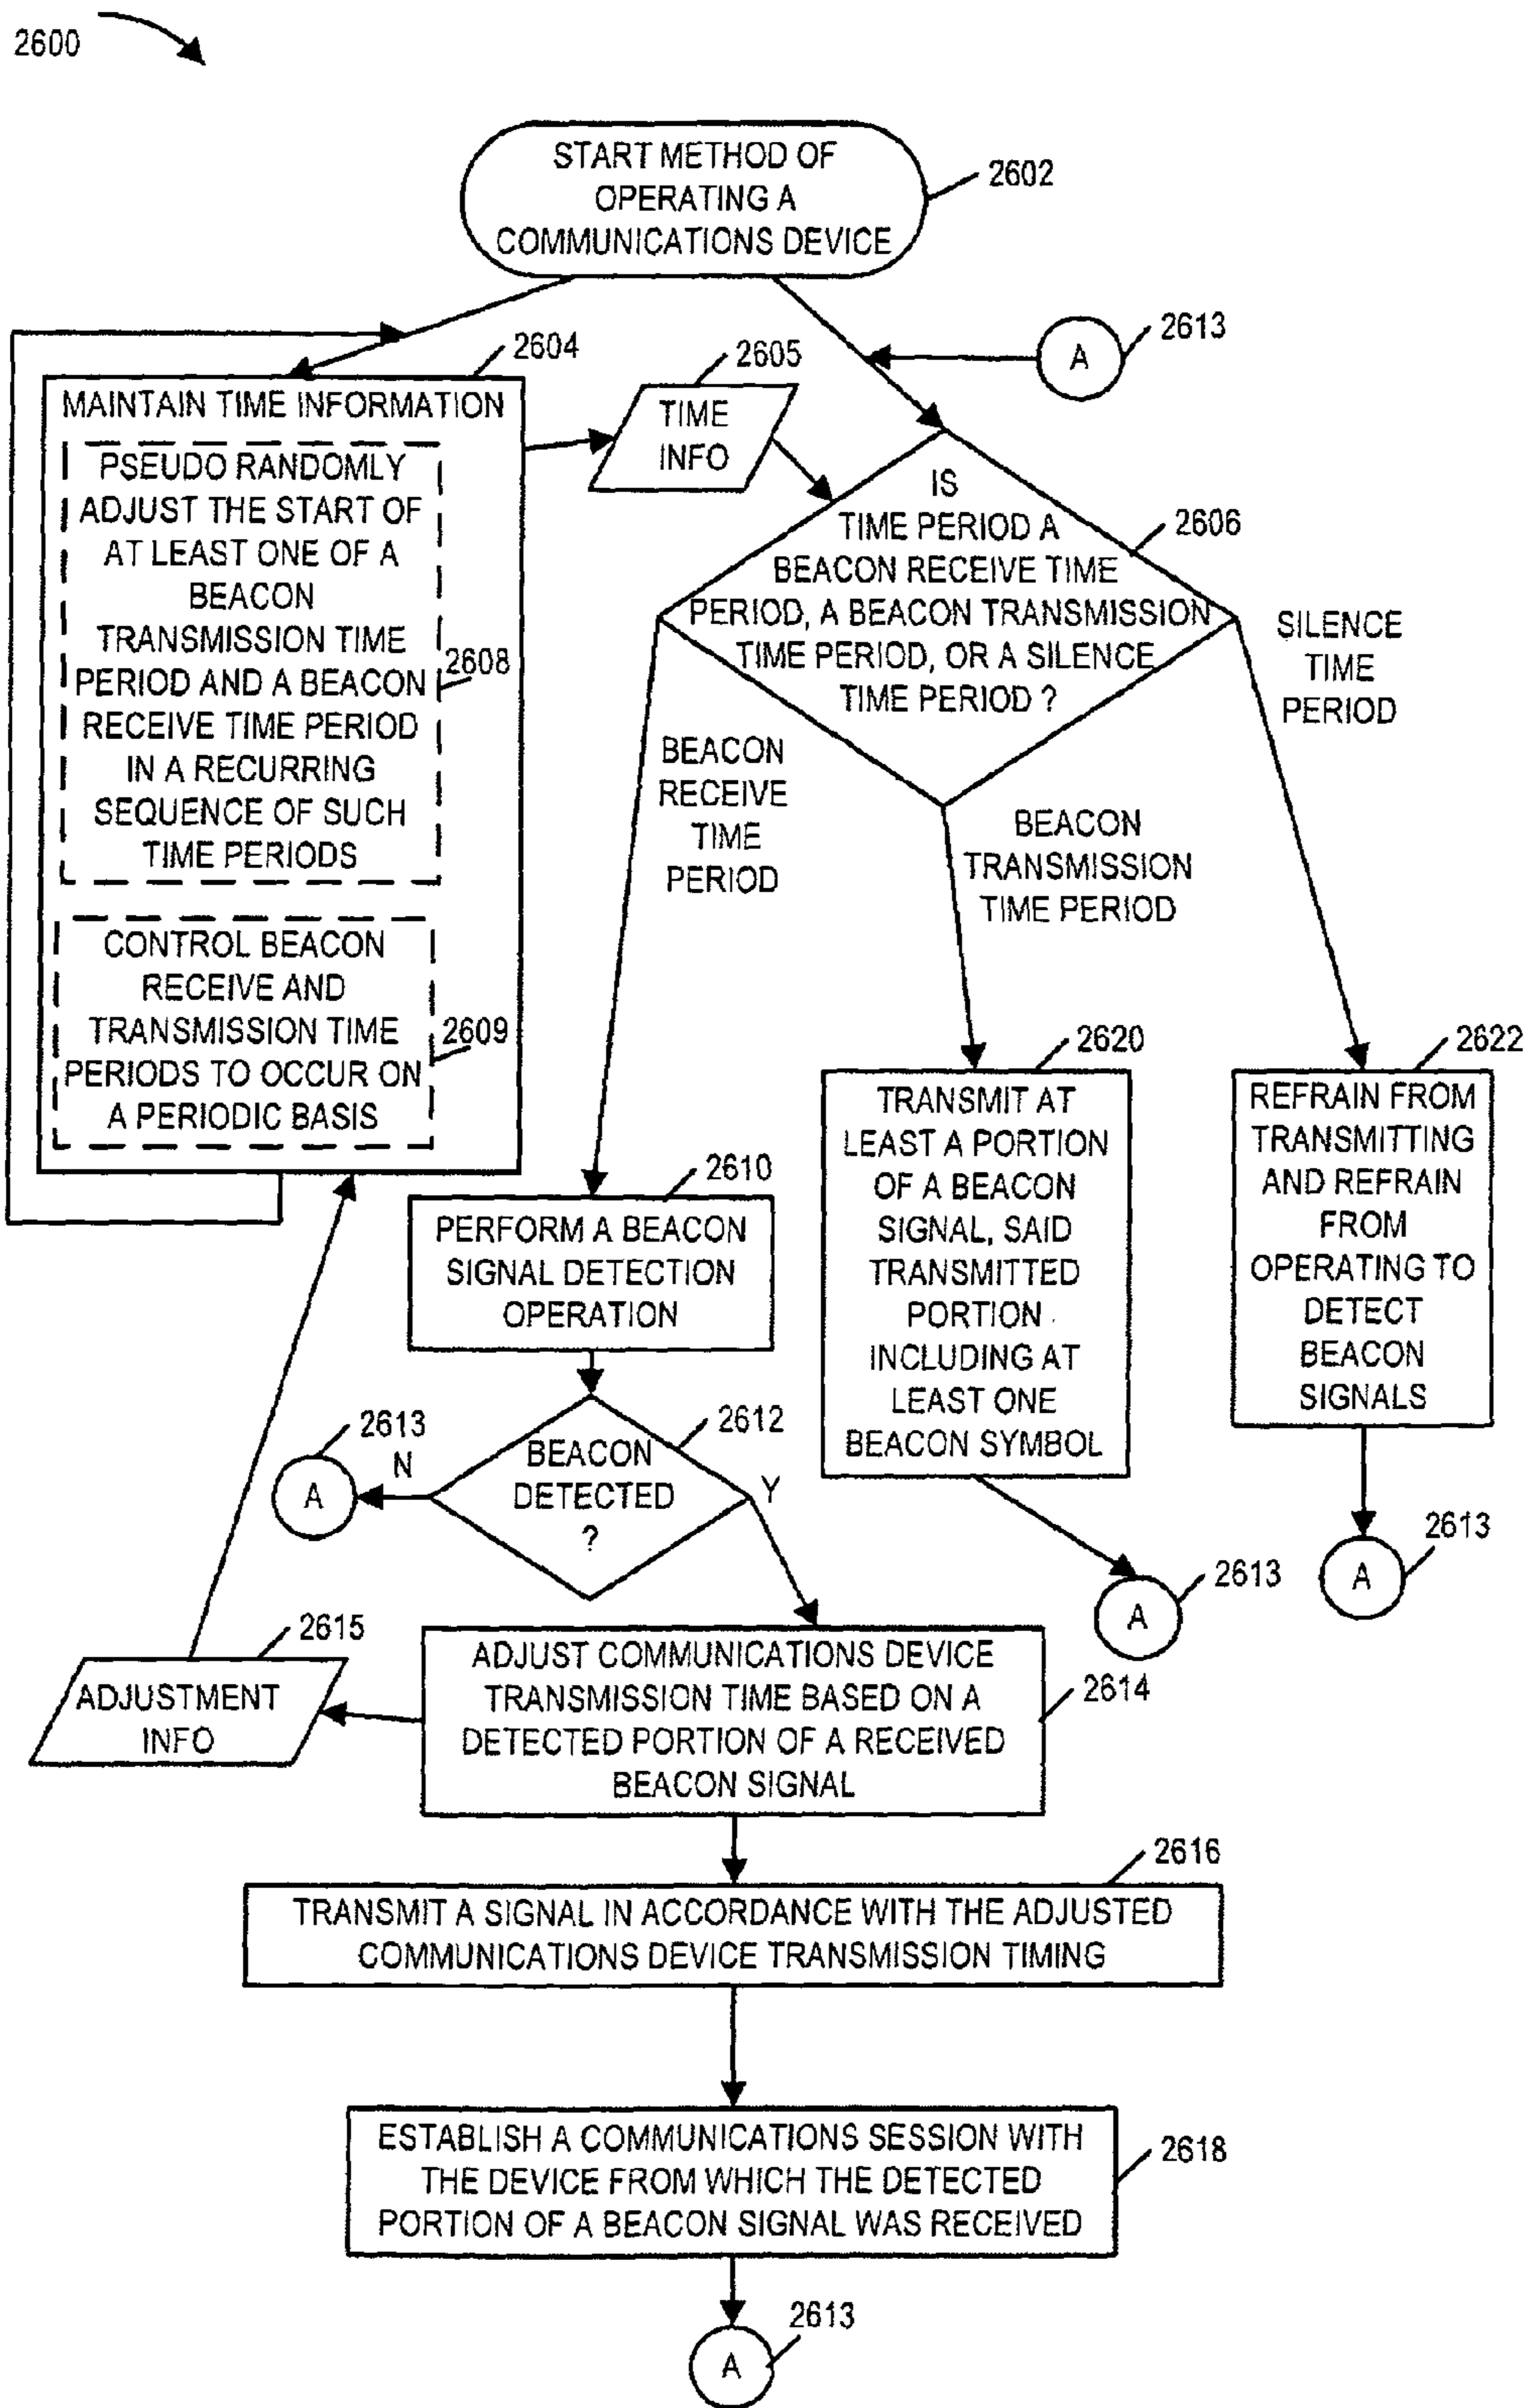 2600
START METHOD OF
OPERATING A
COMMUNICATIONS DEVICE
2602
A
2613
2604
MAINTAIN TIME INFORMATION
PSEUDO RANDOMLY
ADJUST THE START OF
AT LEAST ONE OF A
BEACON
TRANSMISSION TIME
PERIOD AND A BEACON
RECEIVE TIME PERIOD
IN A RECURRING
SEQUENCE OF SUCH
TIME PERIODS
2608
CONTROL BEACON
RECEIVE AND
TRANSMISSION TIME
PERIODS TO OCCUR ON
A PERIODIC BASIS
2609
2605
TIME
INFO
IS
TIME PERIOD A
BEACON RECEIVE TIME
PERIOD, A BEACON TRANSMISSION
TIME PERIOD, OR A SILENCE
TIME PERIOD ?
2606
BEACON
RECEIVE
TIME
PERIOD
BEACON
TRANSMISSION
TIME PERIOD
SILENCE
TIME
PERIOD
2610
PERFORM A BEACON
SIGNAL DETECTION
OPERATION
2620
TRANSMIT AT
LEAST A PORTION
OF A BEACON
SIGNAL, SAID
TRANSMITTED
PORTION
INCLUDING AT
LEAST ONE
BEACON SYMBOL
2622
REFRAIN FROM
TRANSMITTING
AND REFRAIN
FROM
OPERATING TO
DETECT
BEACON
SIGNALS
2612
BEACON
DETECTED
?
N
Y
2613
A
2613
A
2613
A
2615
ADJUSTMENT
INFO
ADJUST COMMUNICATIONS DEVICE
TRANSMISSION TIME BASED ON A
DETECTED PORTION OF A RECEIVED
BEACON SIGNAL
2614
2616
TRANSMIT A SIGNAL IN ACCORDANCE WITH THE ADJUSTED
COMMUNICATIONS DEVICE TRANSMISSION TIMING
ESTABLISH A COMMUNICATIONS SESSION WITH
THE DEVICE FROM WHICH THE DETECTED
PORTION OF A BEACON SIGNAL WAS RECEIVED
2618
2613
A